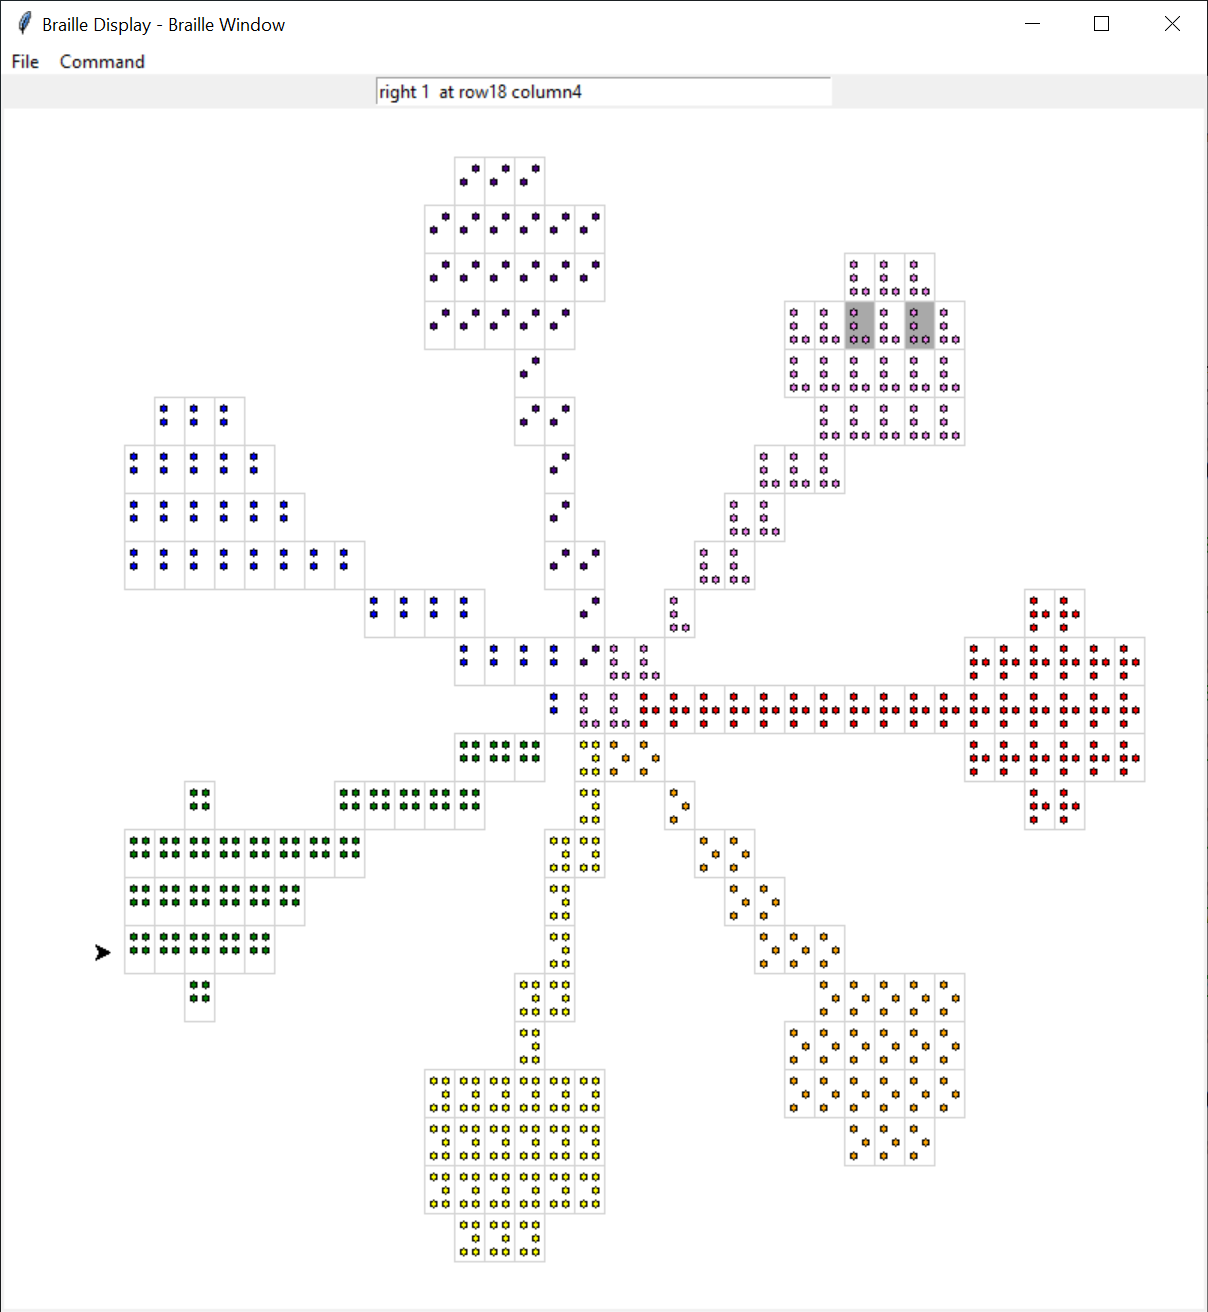 Braille Display - Braille Window
File Command
right 1 at row18 column4